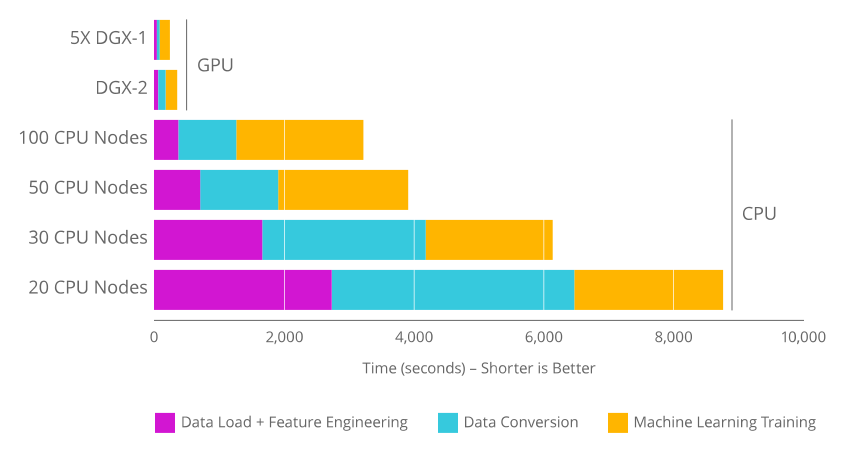 5X DGX-1
GPU
DGX-2
100 CPU Nodes
50 CPU Nodes
CPU
30 CPU Nodes
20 CPU Nodes
0 2,000 4,000 6,000 8,000 10,000
Time (seconds) – Shorter is Better
Data Load + Feature Engineering Data Conversion Machine Learning Training